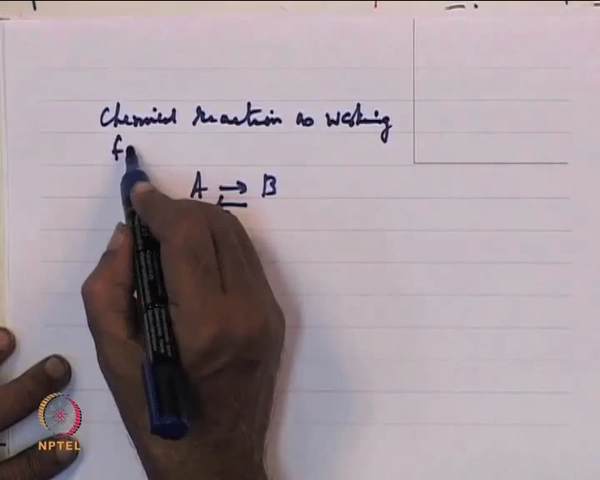 Chemical reaction as working
f
A ⇌ B
NPTEL